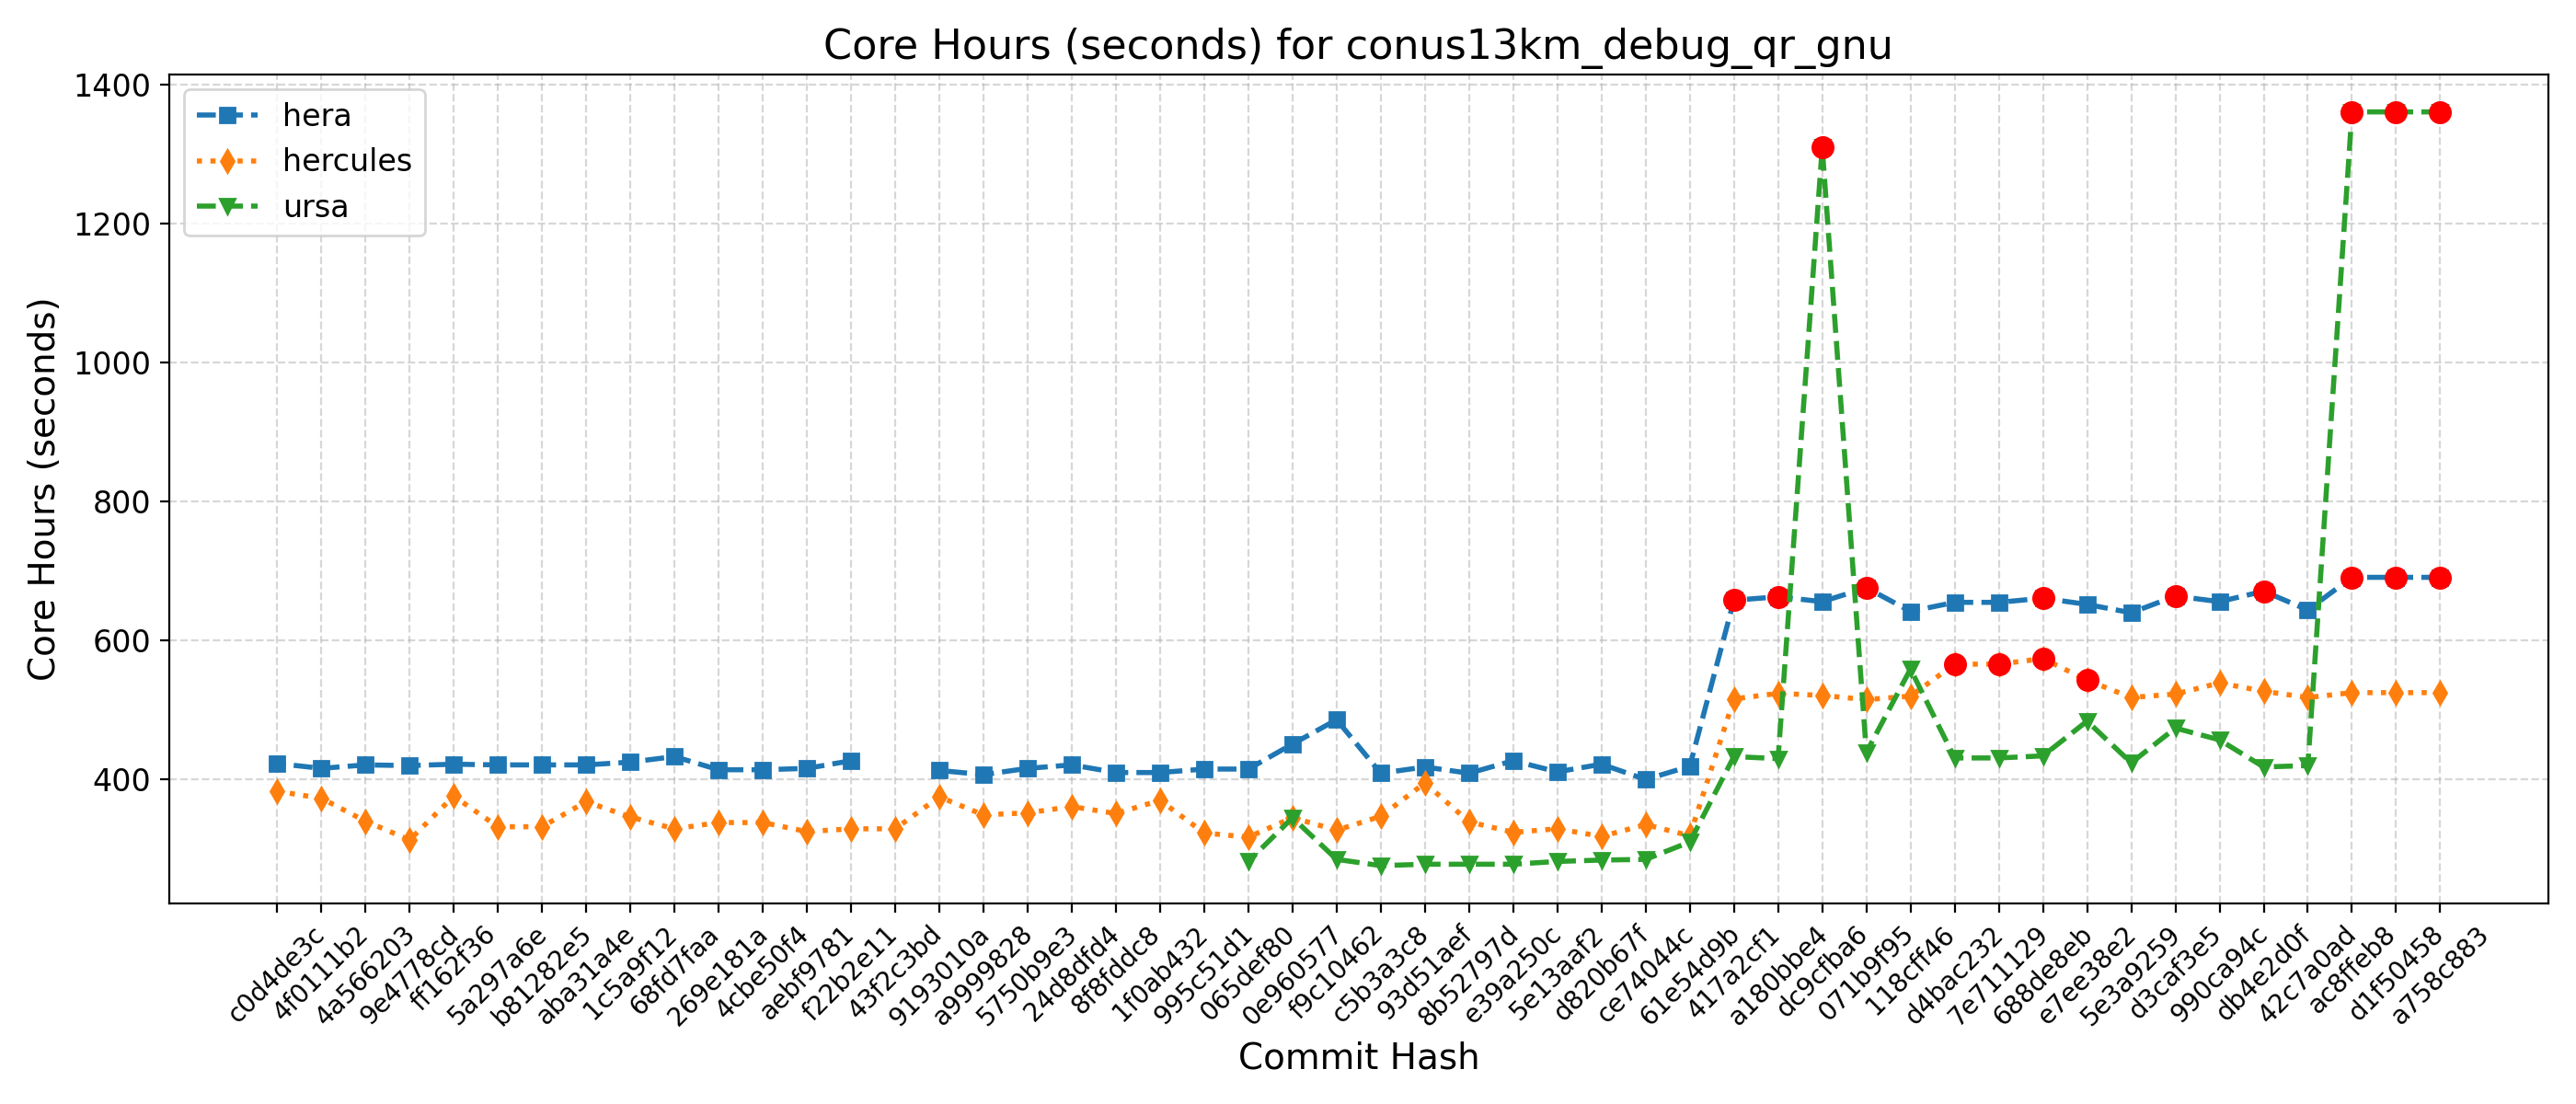 Core Hours (seconds) for conus13km_debug_qr_gnu
hera
hercules
ursa
Core Hours (seconds)
1400
1200
1000
800
600
400
c0d4de3c
4f0111b2
4a566203
9e4778cd
ff162f36
5a297a6e
b81282e5
aba31a4e
1c5a9f12
68fd7faa
269e181a
4cbe50f4
aebf9781
f22b2e11
43f2c3bd
9193010a
a9999828
5750b9e3
24d8dfd4
8f8fddc8
1f0ab432
995c51d1
065def80
0e960577
f9c10462
c5b3a3c8
93d51aef
8b52797d
e39a250c
5e13aaf2
d820b67f
ce74044c
61e54d9b
417a2cf1
a180bbe4
dc9cfba6
071b9f95
118cff46
d4bac232
7e711129
688de8eb
e7ee38e2
5e3a9259
d3caf3e5
990ca94c
db4e2d0f
42c7a0ad
ac8ffeb8
d1f50458
a758c883
Commit Hash